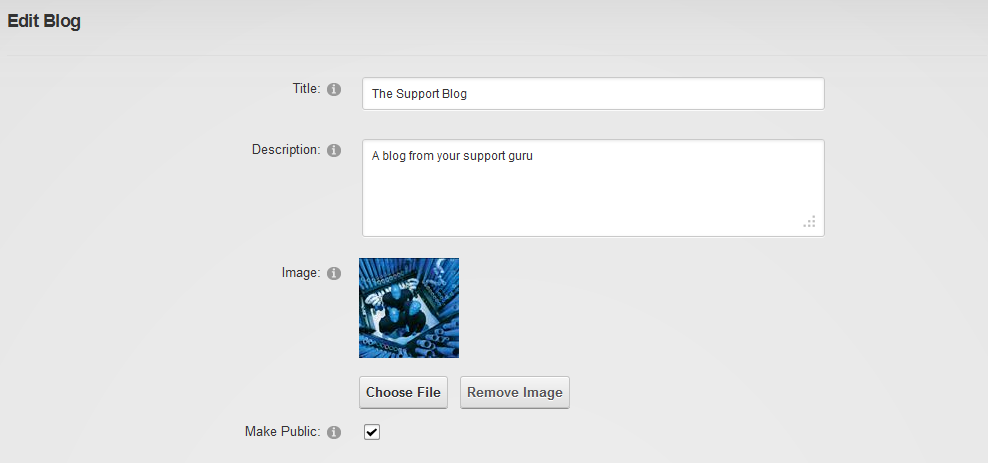 Edit Blog
Title:
The Support Blog
Description:
A blog from your support guru
Image:
Choose File Remove Image
Make Public: